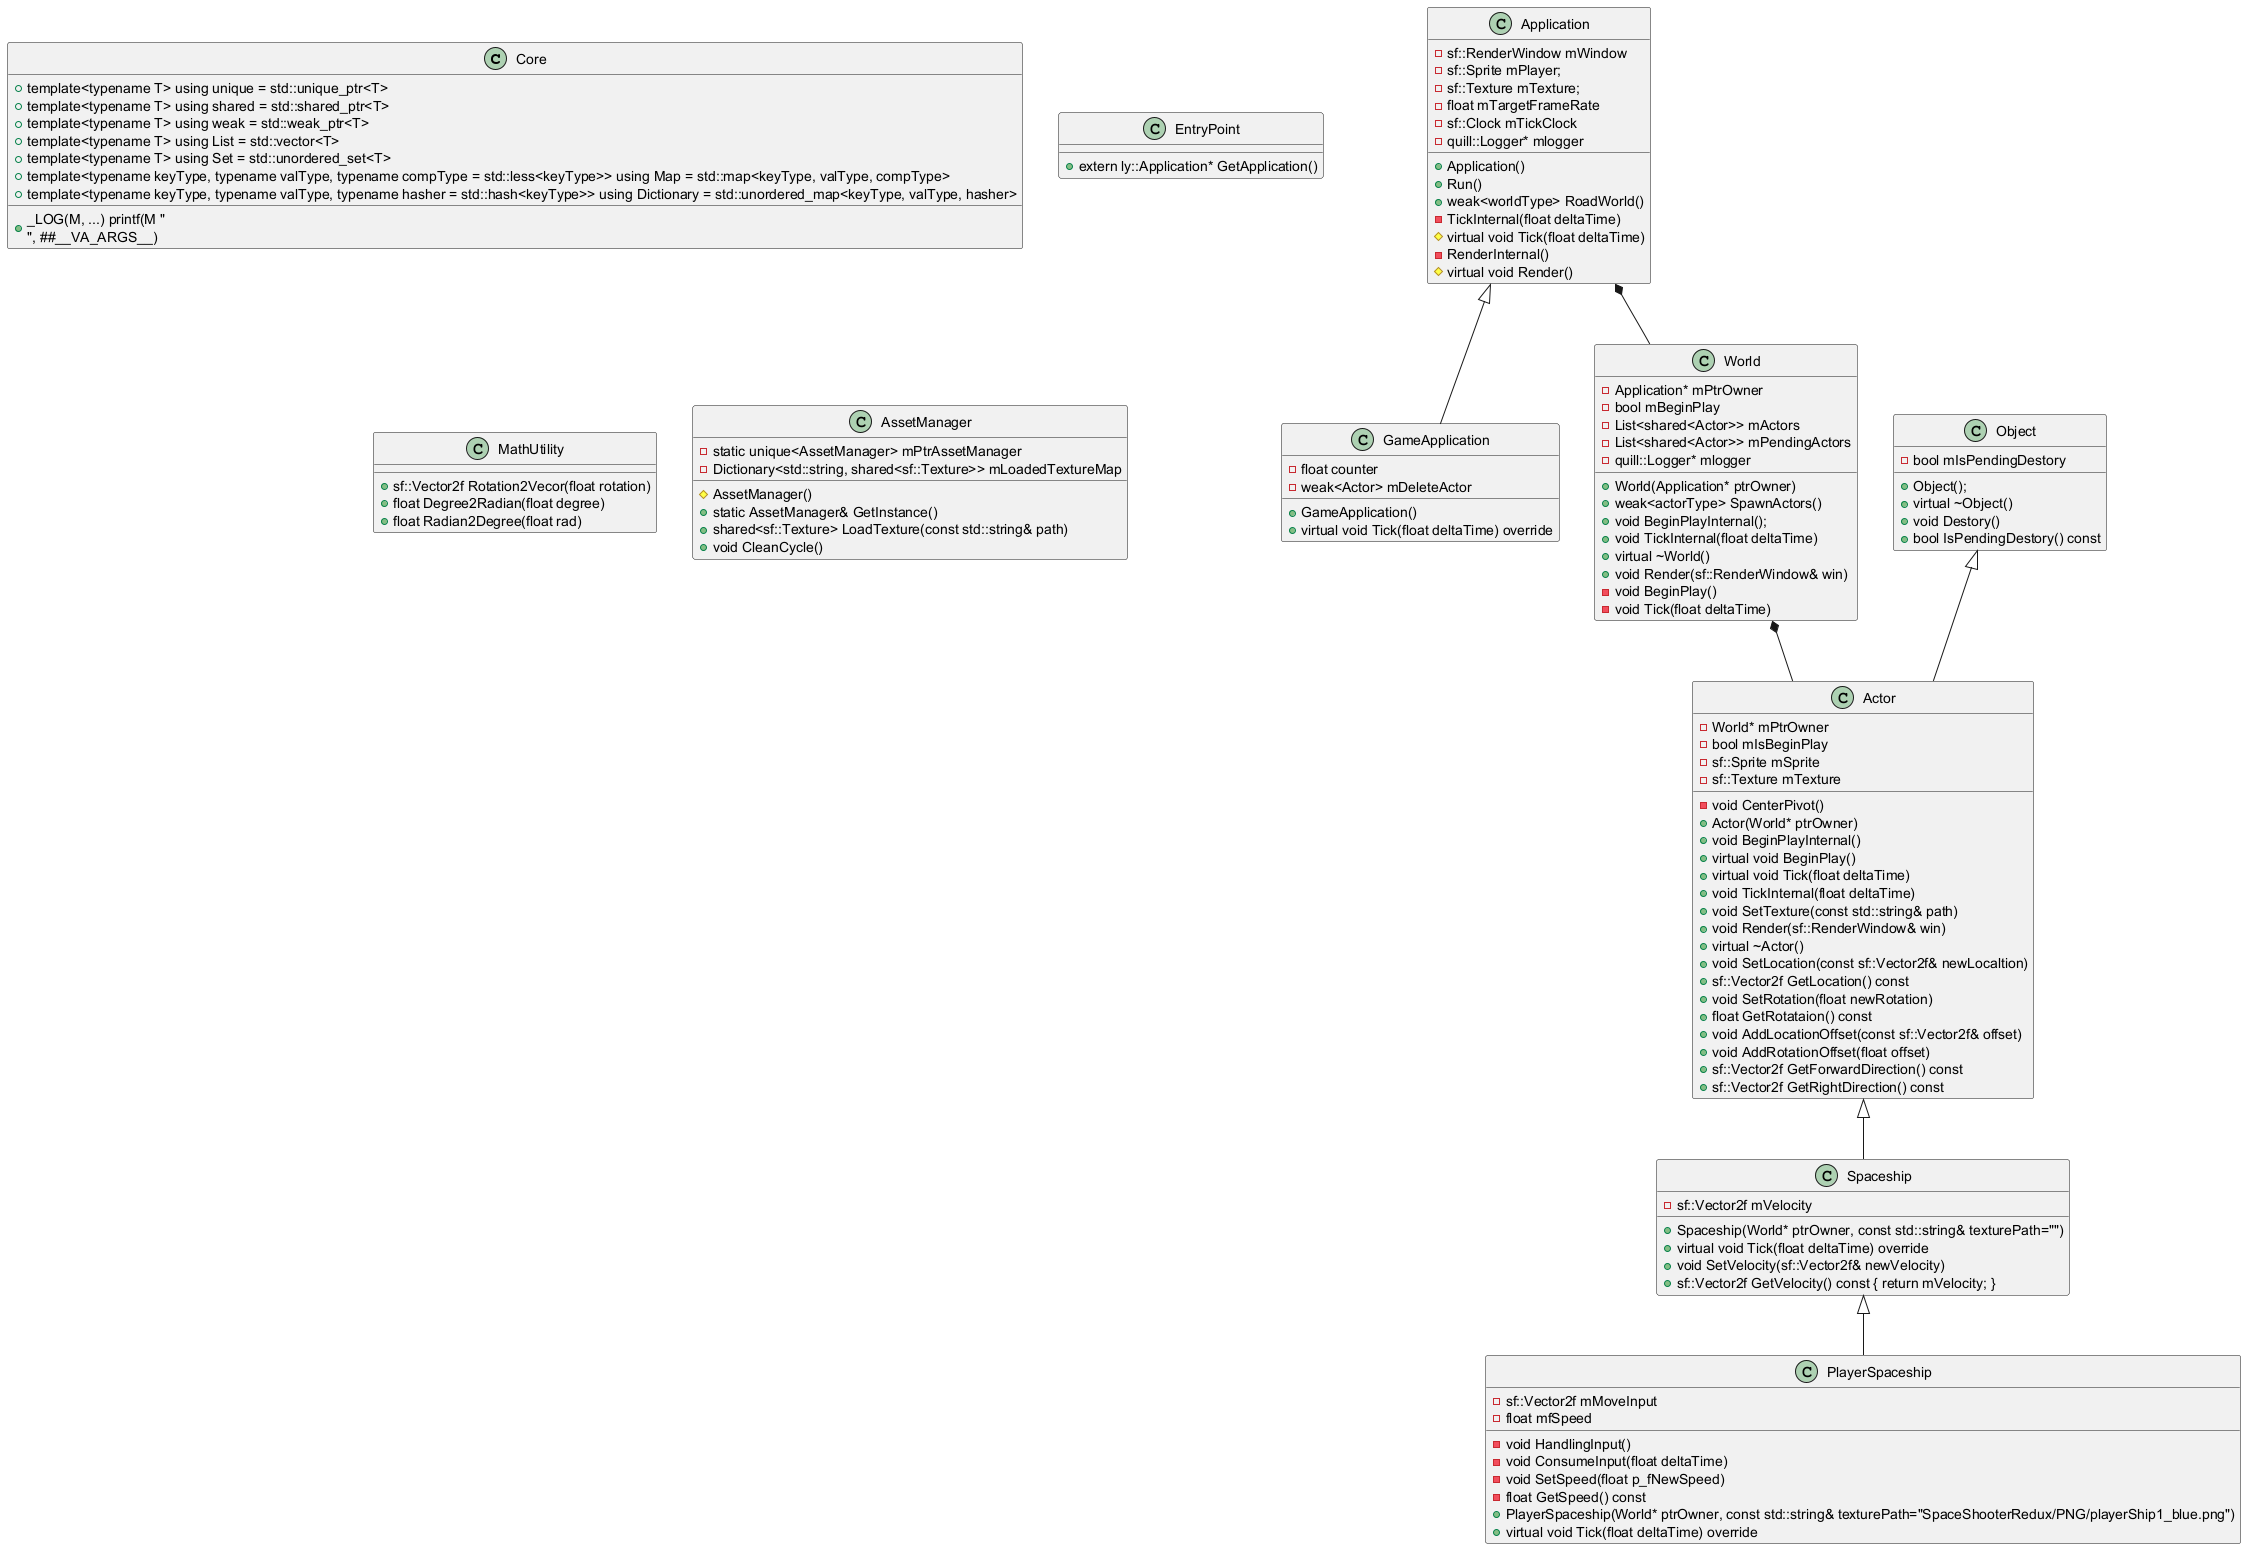 Core
template<typename T> using unique = std::unique_ptr<T>
template<typename T> using shared = std::shared_ptr<T>
template<typename T> using weak = std::weak_ptr<T>
template<typename T> using List = std::vector<T>
template<typename T> using Set = std::unordered_set<T>
template<typename keyType, typename valType, typename compType = std::less<keyType>> using Map = std::map<keyType, valType, compType>
template<typename keyType, typename valType, typename hasher = std::hash<keyType>> using Dictionary = std::unordered_map<keyType, valType, hasher>
_LOG(M, ...) printf(M "
", ##__VA_ARGS__)
EntryPoint
extern ly::Application* GetApplication()
Application
sf::RenderWindow mWindow
sf::Sprite mPlayer;
sf::Texture mTexture;
float mTargetFrameRate
sf::Clock mTickClock
quill::Logger* mlogger
Application()
Run()
weak<worldType> RoadWorld()
TickInternal(float deltaTime)
virtual void Tick(float deltaTime)
RenderInternal()
virtual void Render()
MathUtility
sf::Vector2f Rotation2Vecor(float rotation)
float Degree2Radian(float degree)
float Radian2Degree(float rad)
AssetManager
static unique<AssetManager> mPtrAssetManager
Dictionary<std::string, shared<sf::Texture>> mLoadedTextureMap
AssetManager()
static AssetManager& GetInstance()
shared<sf::Texture> LoadTexture(const std::string& path)
void CleanCycle()
GameApplication
float counter
weak<Actor> mDeleteActor
GameApplication()
virtual void Tick(float deltaTime) override
World
Application* mPtrOwner
bool mBeginPlay
List<shared<Actor>> mActors
List<shared<Actor>> mPendingActors
quill::Logger* mlogger
World(Application* ptrOwner)
weak<actorType> SpawnActors()
void BeginPlayInternal();
void TickInternal(float deltaTime)
virtual ~World()
void Render(sf::RenderWindow& win)
void BeginPlay()
void Tick(float deltaTime)
Object
bool mIsPendingDestory
Object();
virtual ~Object()
void Destory()
bool IsPendingDestory() const
Actor
World* mPtrOwner
bool mIsBeginPlay
sf::Sprite mSprite
sf::Texture mTexture
void CenterPivot()
Actor(World* ptrOwner)
void BeginPlayInternal()
virtual void BeginPlay()
virtual void Tick(float deltaTime)
void TickInternal(float deltaTime)
void SetTexture(const std::string& path)
void Render(sf::RenderWindow& win)
virtual ~Actor()
void SetLocation(const sf::Vector2f& newLocaltion)
sf::Vector2f GetLocation() const
void SetRotation(float newRotation)
float GetRotataion() const
void AddLocationOffset(const sf::Vector2f& offset)
void AddRotationOffset(float offset)
sf::Vector2f GetForwardDirection() const
sf::Vector2f GetRightDirection() const
Spaceship
sf::Vector2f mVelocity
Spaceship(World* ptrOwner, const std::string& texturePath="")
virtual void Tick(float deltaTime) override
void SetVelocity(sf::Vector2f& newVelocity)
sf::Vector2f GetVelocity() const { return mVelocity; }
PlayerSpaceship
sf::Vector2f mMoveInput
float mfSpeed
void HandlingInput()
void ConsumeInput(float deltaTime)
void SetSpeed(float p_fNewSpeed)
float GetSpeed() const
PlayerSpaceship(World* ptrOwner, const std::string& texturePath="SpaceShooterRedux/PNG/playerShip1_blue.png")
virtual void Tick(float deltaTime) override